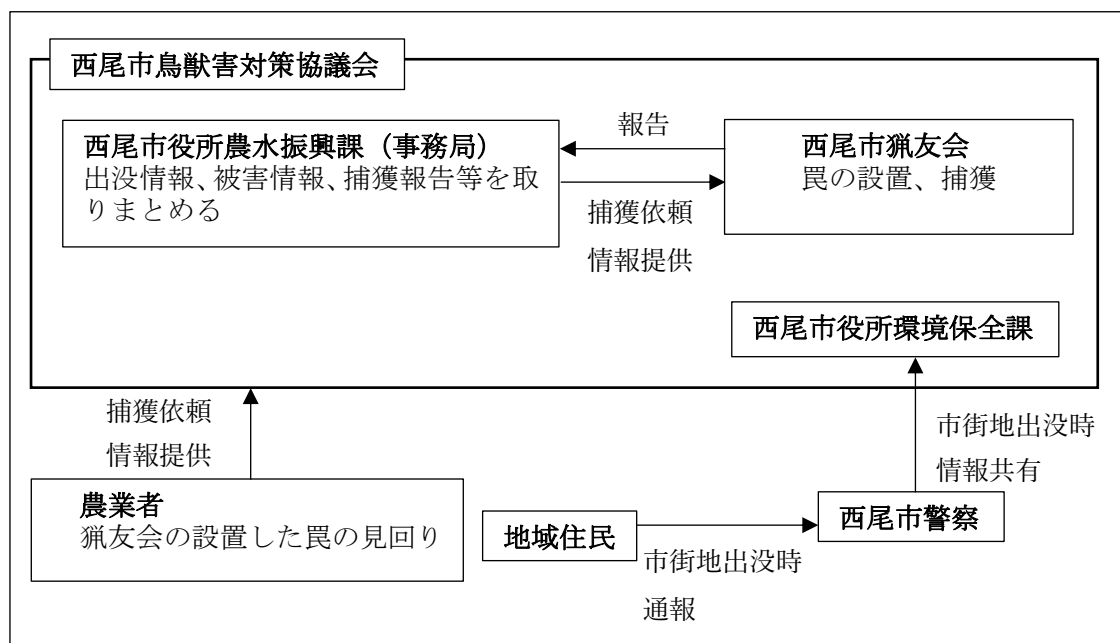 西尾市鳥獣害対策協議会
西尾市役所農水振興課（事務局）
出没情報、被害情報、捕獲報告等を取
りまとめる
報告
捕獲依頼
情報提供
西尾市猟友会
罠の設置、捕獲
西尾市役所環境保全課
捕獲依頼
情報提供
市街地出没時
情報共有
農業者
猟友会の設置した罠の見回り
地域住民
市街地出没時
通報
西尾市警察